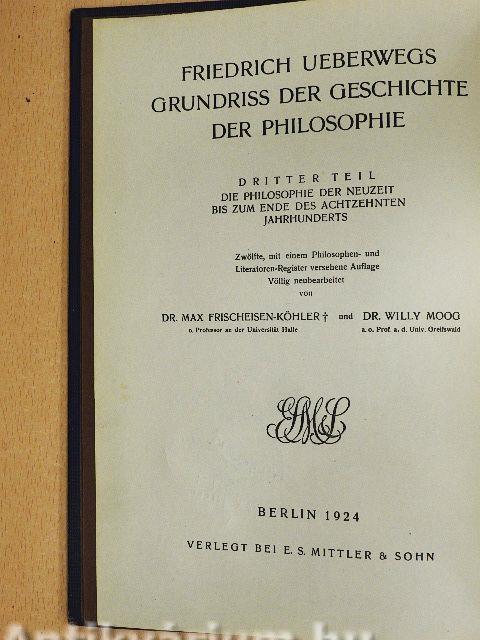 FRIEDRICH UEBERWEGS
GRUNDRISS DER GESCHICHTE
DER PHILOSOPHIE
DRITTER TEIL
DIE PHILOSOPHIE DER NEUZEIT
BIS ZUM ENDE DES ACHTZEHNTEN
JAHRHUNDERTS
Zwölfte, mit einem Philosophen- und
Literatoren-Register versehene Auflage
Völlig neubearbeitet
von
DR. MAX FRISCHEISEN-KÖHLER † und DR. WILLY MOOG
o. Professor an der Universität Halle a. o. Prof. a. d. Univ. Greifswald
BERLIN 1924
VERLEGT BEI E. S. MITTLER & SOHN